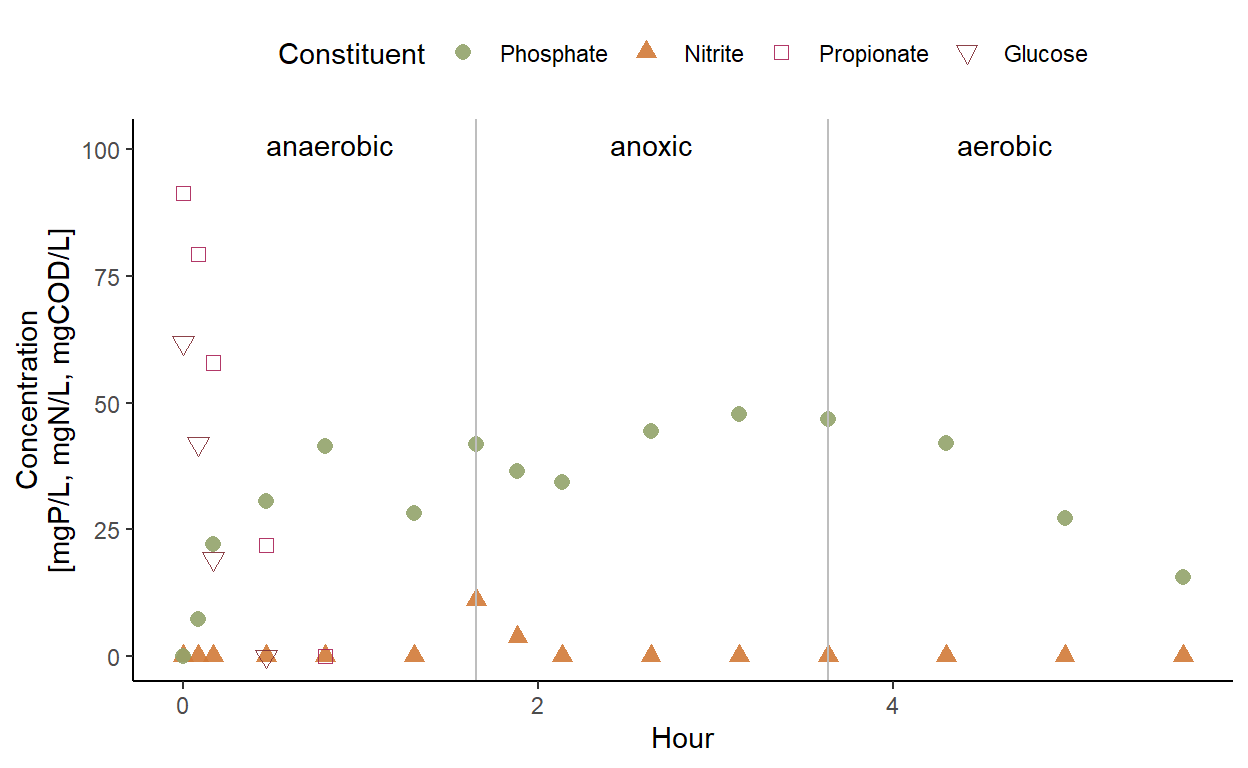 Constituent Phosphate Nitrite Propionate Glucose
anaerobic anoxic aerobic
100
75
50
25
0
Concentration
[mgP/L, mgN/L, mgCOD/L]
0 2 4
Hour